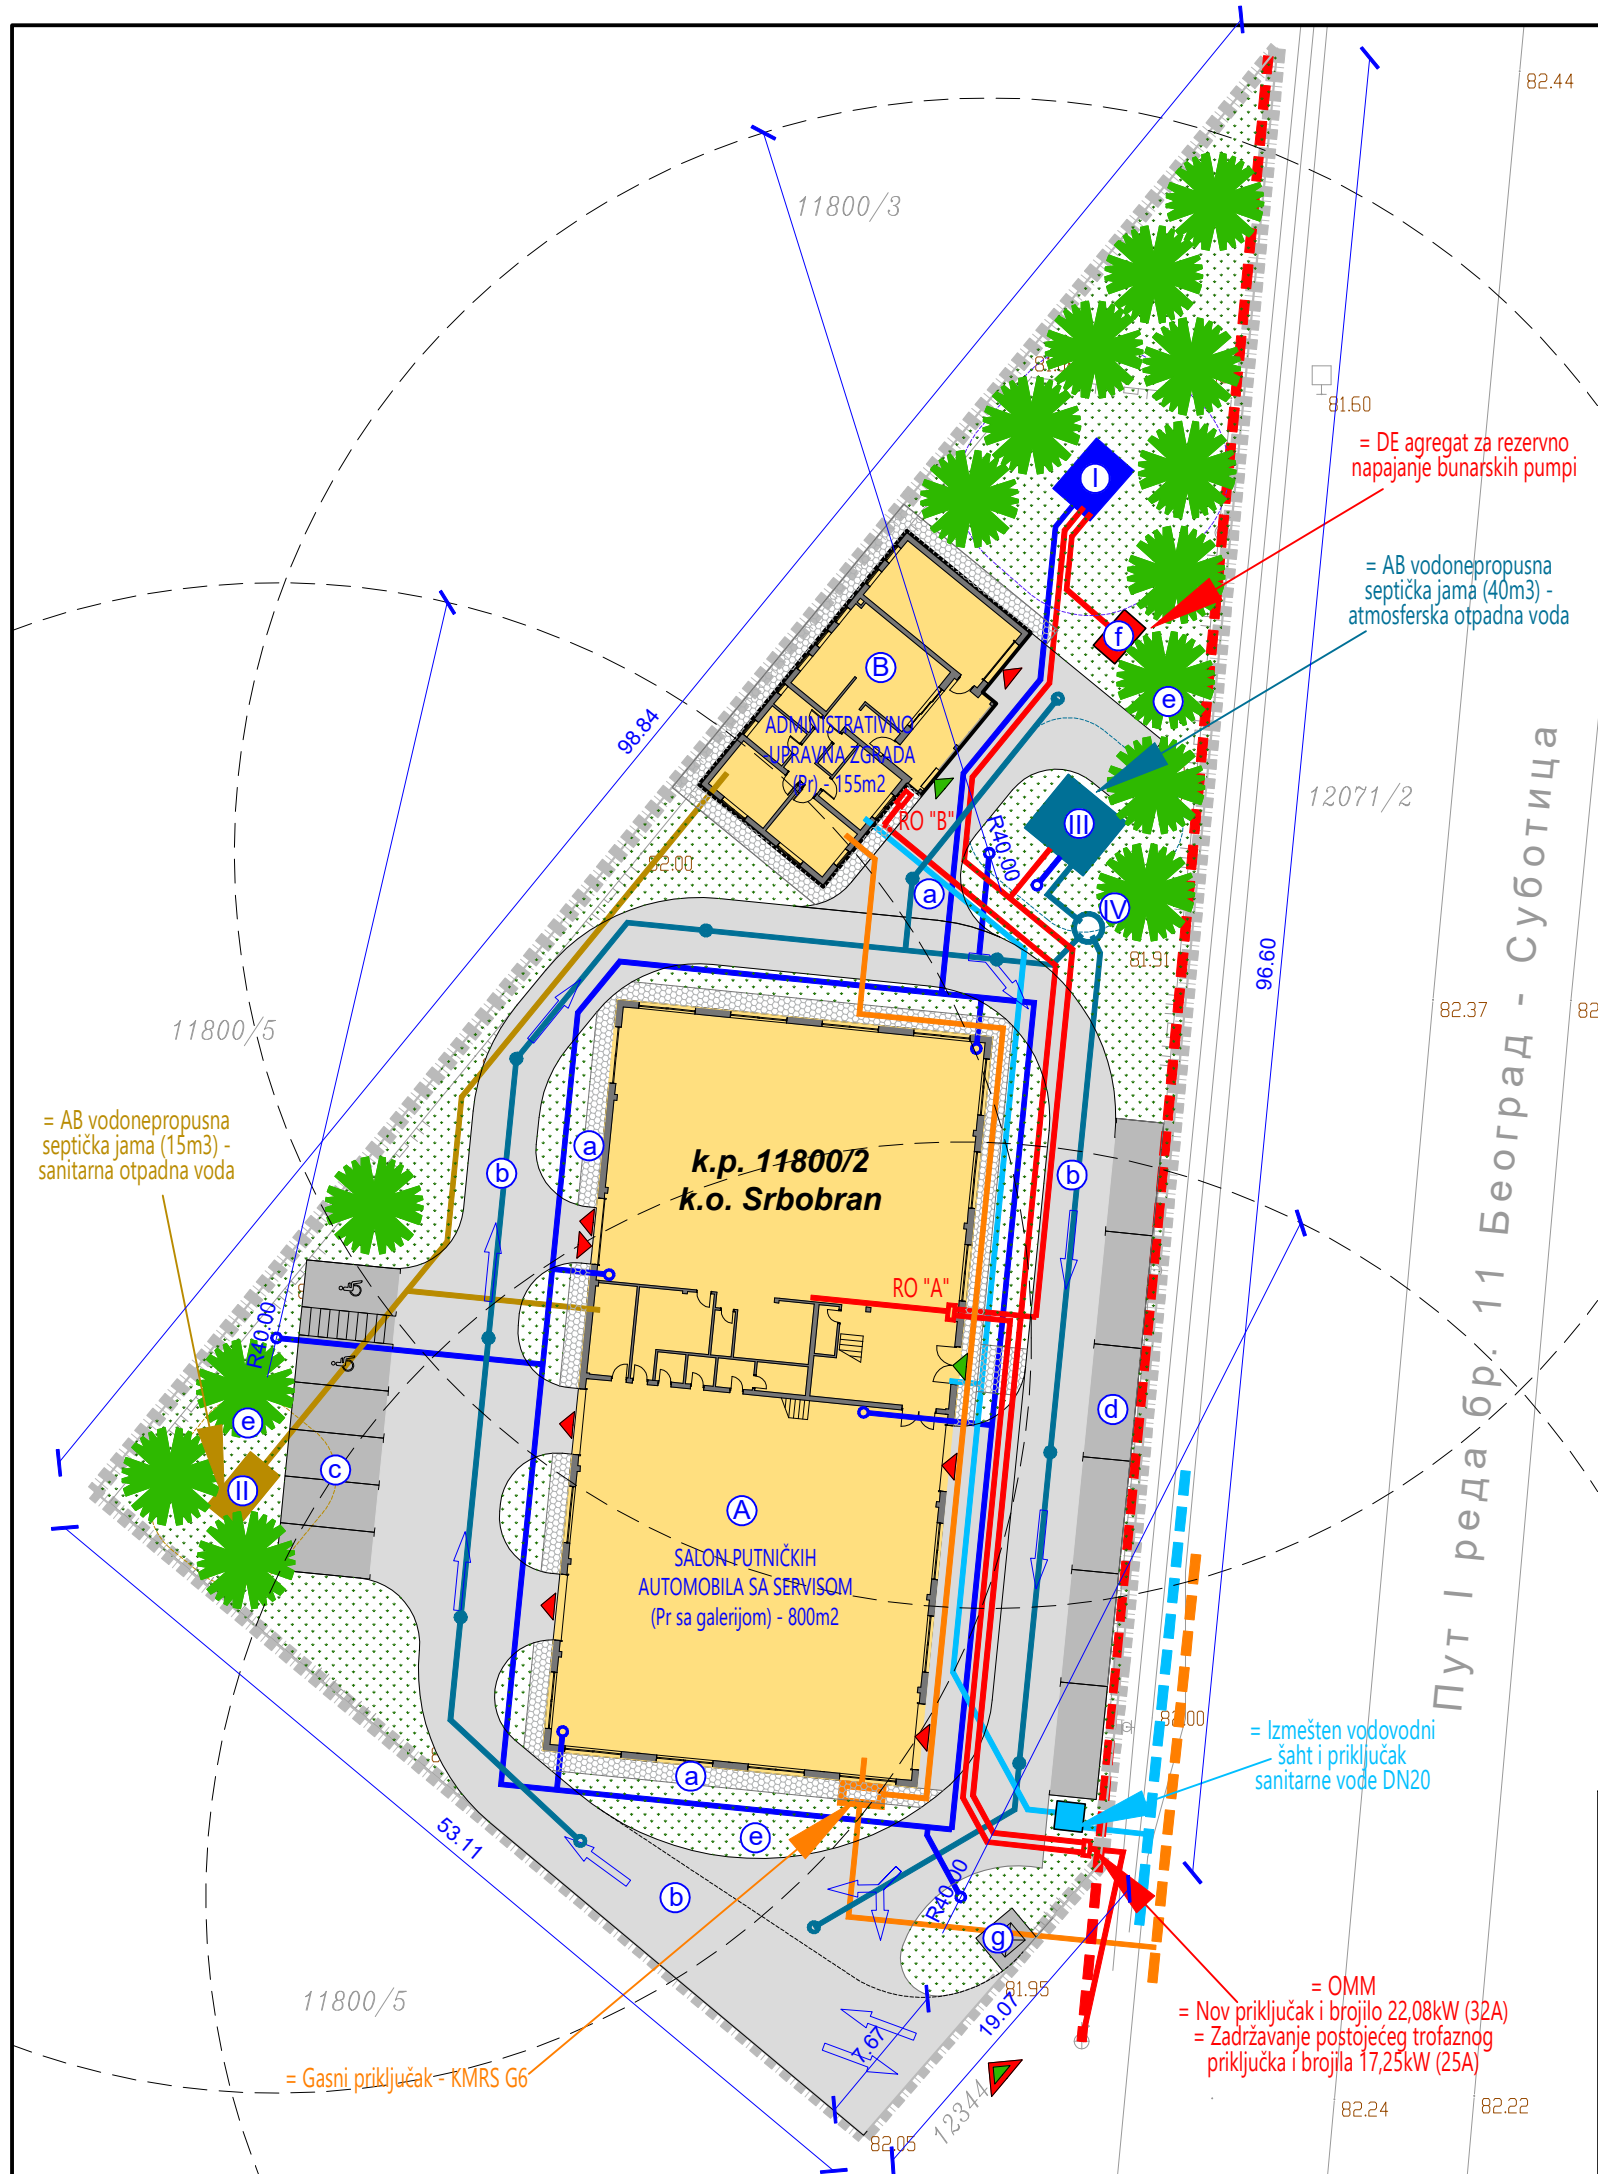 82.44
11800/3
81.60
= DE agregat za rezervno
napajanje bunarskih pumpi
I
= AB vodonepropusna
septička jama (40m3) -
atmosferska otpadna voda
f
B
e
98.84
ADMINISTRATIVNO
-UPRAVNA ZGRADA
(Pr) - 155m2
RO "B"
R40.00
III
12071/2
82.00
a
IV
81.91
96.60
82.37
82
Пут I реда бр. 11 Београд - Суботица
11800/5
= AB vodonepropusna
septička jama (15m3) -
sanitarna otpadna voda
a
b
k.p. 11800/2
k.o. Srbobran
b
RO "A"
R40.00
e
c
d
II
A
SALON PUTNIČKIH
AUTOMOBILA SA SERVISOM
(Pr sa galerijom) - 800m2
82.00
= Izmešten vodovodni
šaht i priključak
sanitarne vode DN20
a
e
53.11
b
R40.00
g
81.95
19.07
11800/5
7.67
= OMM
= Nov priključak i brojilo 22,08kW (32A)
= Zadržavanje postojećeg trofaznog
priključka i brojila 17,25kW (25A)
= Gasni priključak - KMRS G6
12344
82.05
82.24
82.22